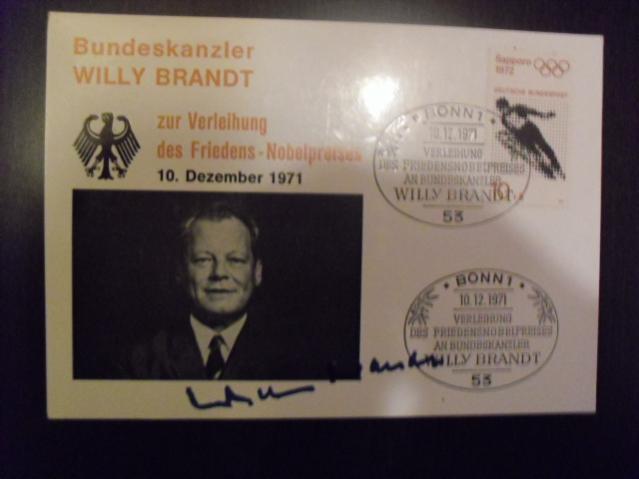 Bundeskanzler
WILLY BRANDT
zur Verleihung
des Friedens-Nobelpreises
10. Dezember 1971
Sapporo
1972
DEUTSCHE BUNDESPOST
10
BONN 1
10.12.1971
VERLEIHUNG
DES FRIEDENSNOBELPREISES
AN BUNDESKANZLER
WILLY BRANDT
53
BONN 1
10.12.1971
VERLEIHUNG
DES FRIEDENSNOBELPREISES
AN BUNDESKANZLER
WILLY BRANDT
53